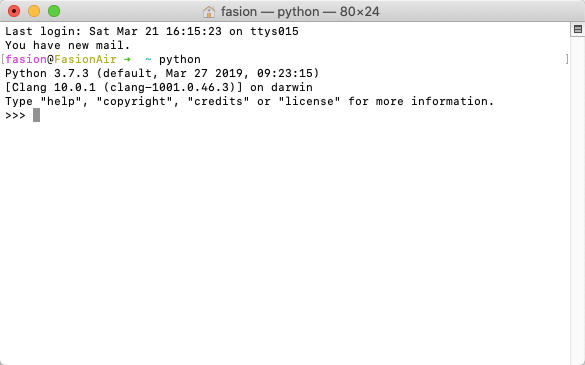 fasion — python — 80×24
Last login: Sat Mar 21 16:15:23 on ttys015
You have new mail.
[fasion@FasionAir ➜  ~ python ]
Python 3.7.3 (default, Mar 27 2019, 09:23:15)
[Clang 10.0.1 (clang-1001.0.46.3)] on darwin
Type "help", "copyright", "credits" or "license" for more information.
>>>